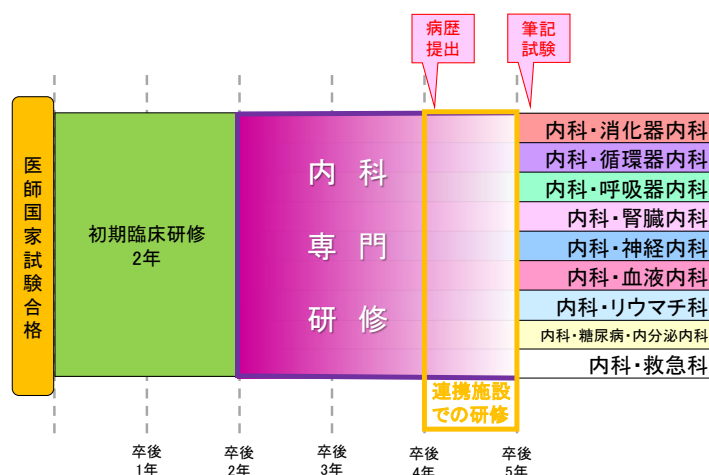 病歴
提出
筆記
試験
医師国家試験合格
初期臨床研修
2年
内 科
専 門
研 修
内科・消化器内科
内科・循環器内科
内科・呼吸器内科
内科・腎臓内科
内科・神経内科
内科・血液内科
内科・リウマチ科
内科・糖尿病・内分泌内科
内科・救急科
連携施設
での研修
卒後
1年
卒後
2年
卒後
3年
卒後
4年
卒後
5年